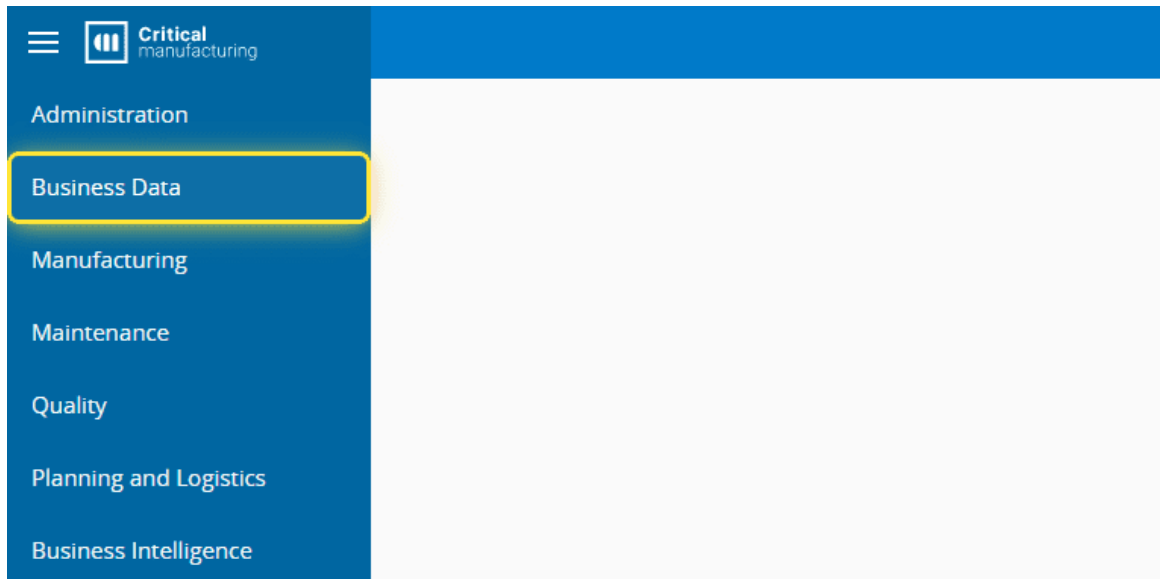 Critical
manufacturing
Administration
Business Data
Manufacturing
Maintenance
Quality
Planning and Logistics
Business Intelligence